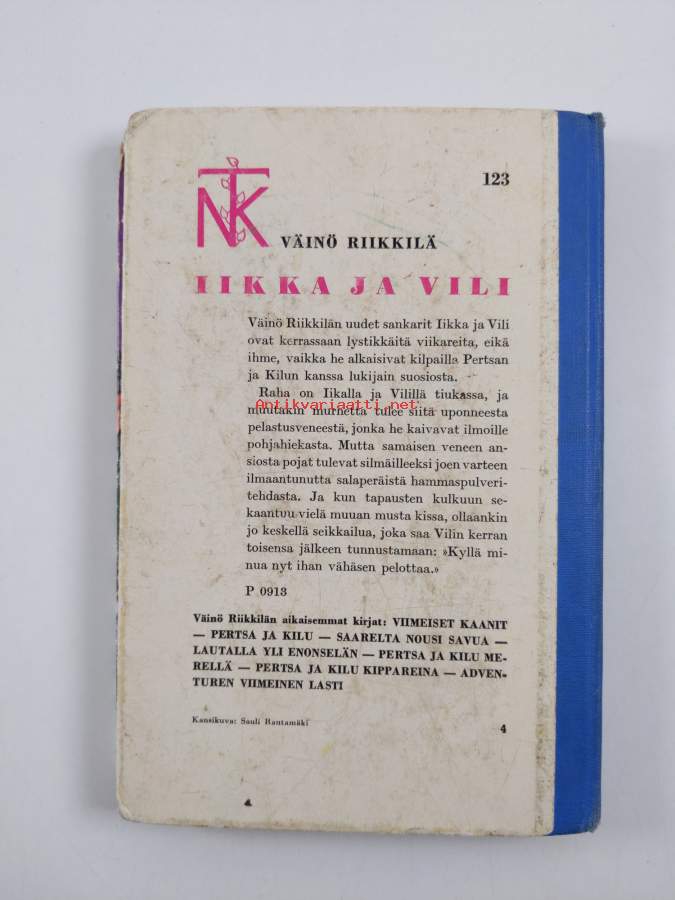 NTK
123
VÄINÖ RIIKKILÄ
IIKKA JA VILI
Väinö Riikkilän uudet sankarit Iikka ja Vili
ovat kerrassaan lystikkäitä viikareita, eikä
ihme, vaikka he alkaisivat kilpailla Pertsan
ja Kilun kanssa lukijain suosiosta.
Raha on Iikalla ja Vilillä tiukassa, ja
Antikvariaatti.net
muutakin murhetta tulee siitä uponneesta
pelastusveneestä, jonka he kaivavat ilmoille
pohjahiekasta. Mutta samaisen veneen an-
siosta pojat tulevat silmäilleeksi joen varteen
ilmaantunutta salaperäistä hammaspulveri-
tehdasta. Ja kun tapausten kulkuun se-
kaantuu vielä muuan musta kissa, ollaankin
jo keskellä seikkailua, joka saa Vilin kerran
toisensa jälkeen tunnustamaan: »Kyllä mi-
nua nyt ihan vähäsen pelottaa.»
P 0913
Väinö Riikkilän aikaisemmat kirjat: VIIMEISET KAANIT
— PERTSA JA KILU — SAARELTA NOUSI SAVUA —
LAUTALLA YLI ENONSELÄN — PERTSA JA KILU ME-
RELLÄ — PERTSA JA KILU KIPPAREINA — ADVEN-
TUREN VIIMEINEN LASTI
Kansikuva: Sauli Rantamäki
4